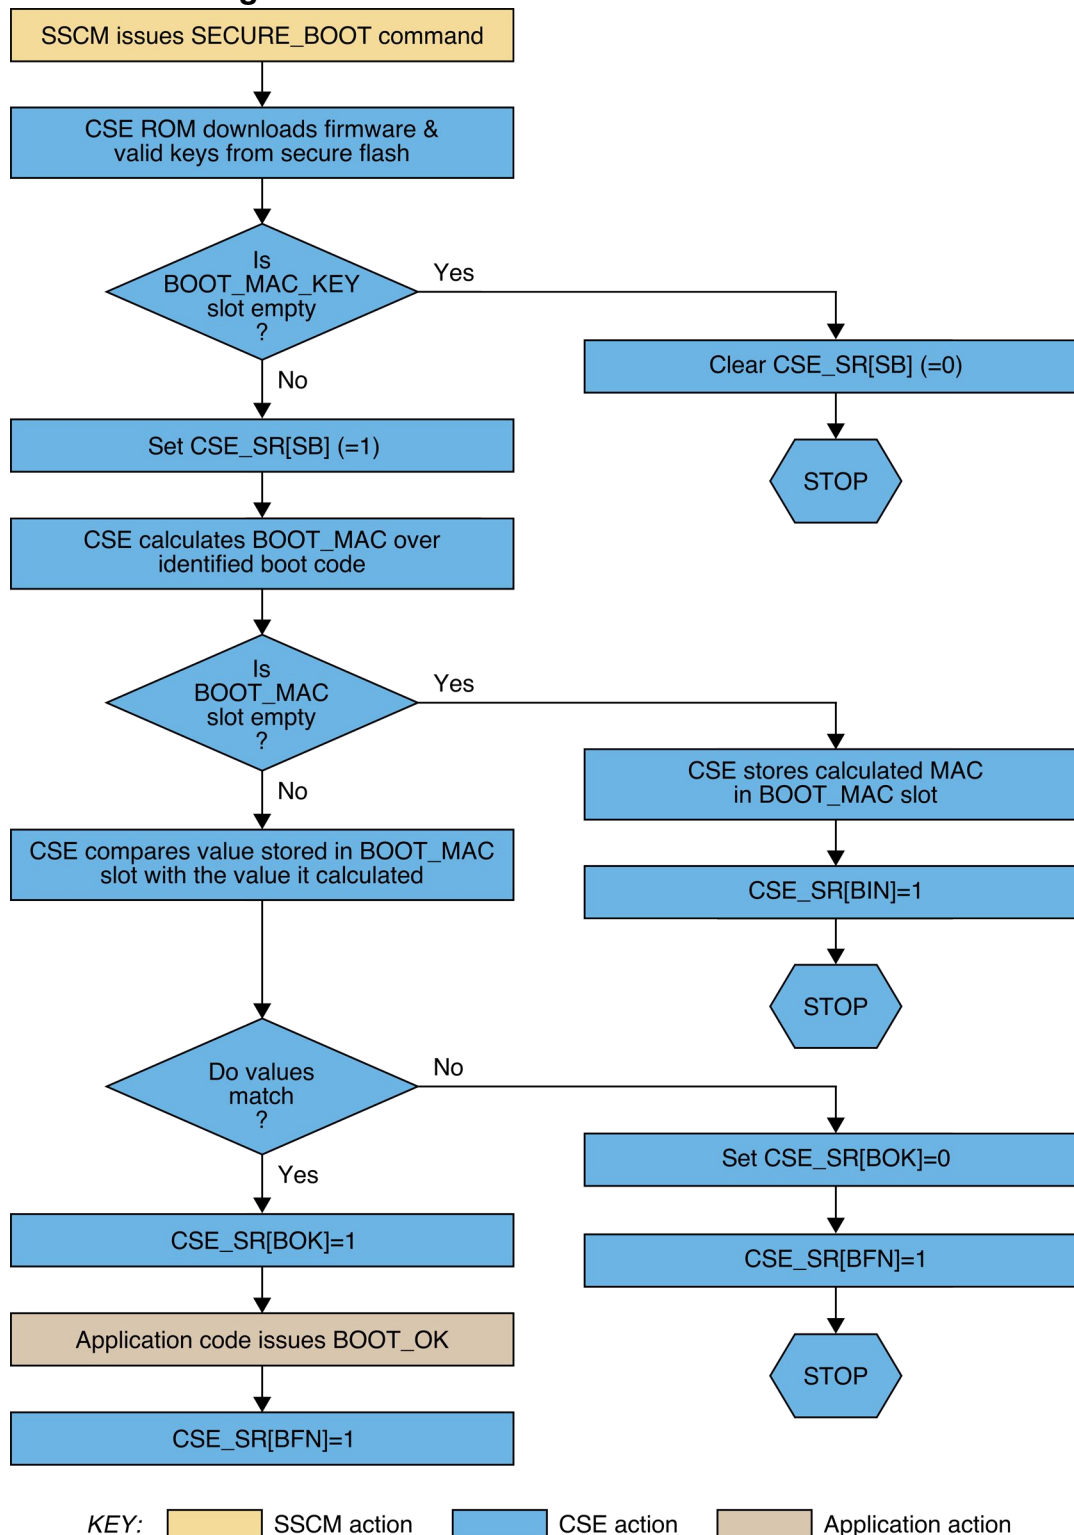 SSCM issues SECURE_BOOT command
CSE ROM downloads firmware &
valid keys from secure flash
Is
BOOT_MAC_KEY
slot empty
?
Yes
No
Clear CSE_SR[SB] (=0)
STOP
Set CSE_SR[SB] (=1)
CSE calculates BOOT_MAC over
identified boot code
Is
BOOT_MAC
slot empty
?
Yes
No
CSE stores calculated MAC
in BOOT_MAC slot
CSE_SR[BIN]=1
STOP
CSE compares value stored in BOOT_MAC
slot with the value it calculated
Do values
match
?
No
Yes
Set CSE_SR[BOK]=0
CSE_SR[BFN]=1
STOP
CSE_SR[BOK]=1
Application code issues BOOT_OK
CSE_SR[BFN]=1
KEY:
SSCM action
CSE action
Application action